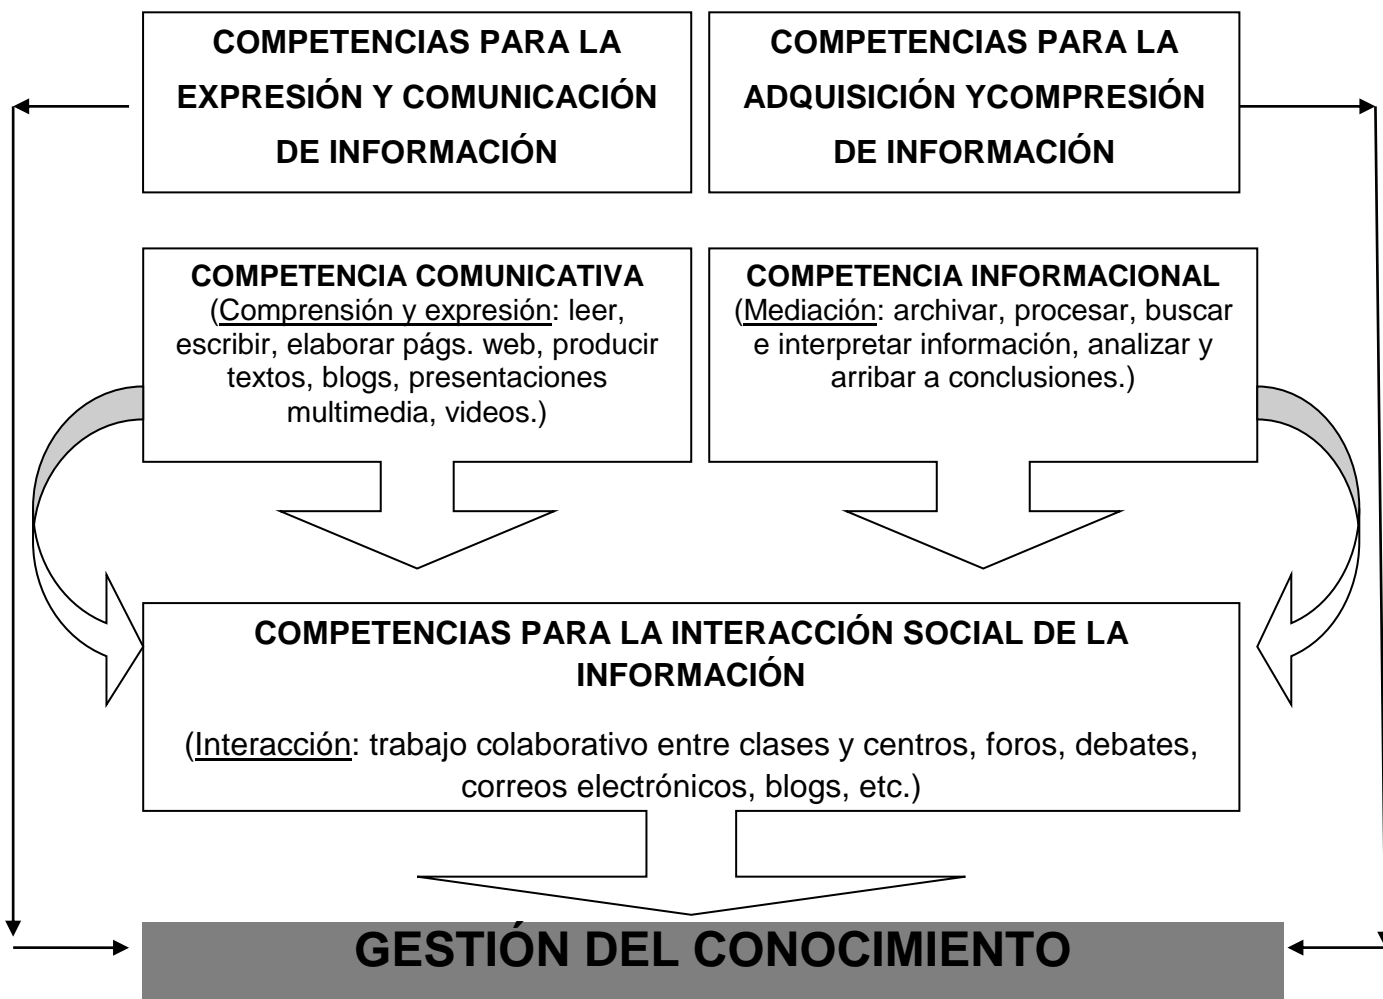 COMPETENCIAS PARA LA
EXPRESIÓN Y COMUNICACIÓN
DE INFORMACIÓN
COMPETENCIAS PARA LA
ADQUISICIÓN YCOMPRESIÓN
DE INFORMACIÓN
COMPETENCIA COMUNICATIVA
(Comprensión y expresión: leer,
escribir, elaborar págs. web, producir
textos, blogs, presentaciones
multimedia, videos.)
COMPETENCIA INFORMACIONAL
(Mediación: archivar, procesar, buscar
e interpretar información, analizar y
arribar a conclusiones.)
COMPETENCIAS PARA LA INTERACCIÓN SOCIAL DE LA
INFORMACIÓN
(Interacción: trabajo colaborativo entre clases y centros, foros, debates,
correos electrónicos, blogs, etc.)
GESTIÓN DEL CONOCIMIENTO